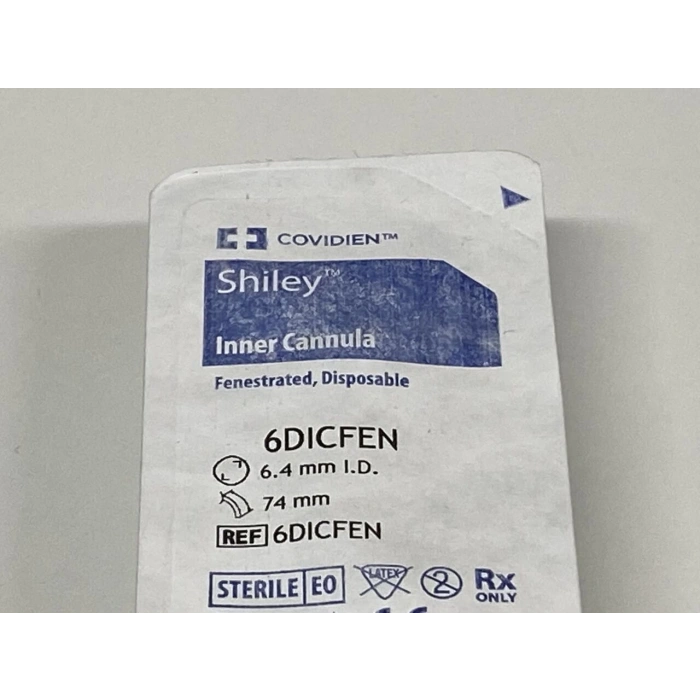 COVIDIEN™
Shiley™
Inner Cannula
Fenestrated, Disposable
6DICFEN
6.4 mm I.D.
74 mm
REF 6DICFEN
STERILE EO LATEX 2 Rx ONLY